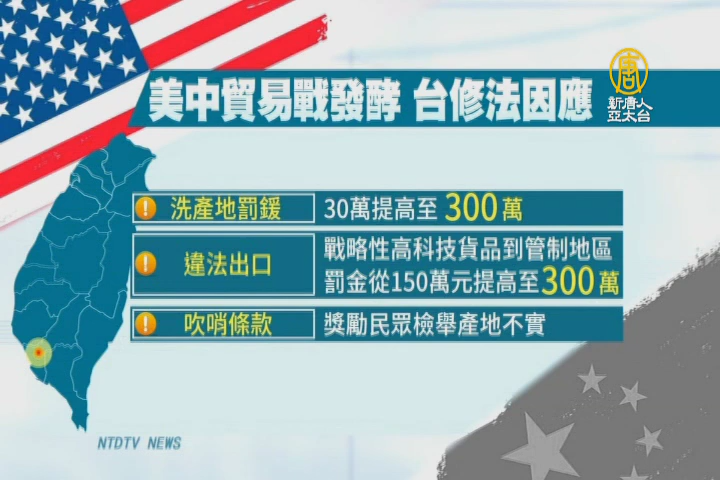 美中貿易戰發酵 台修法因應
新唐人
亞太台
洗產地罰鍰
30萬提高至 300萬
違法出口
戰略性高科技貨品到管制地區
罰金從150萬元提高至300萬
吹哨條款
獎勵民眾檢舉產地不實
NTDTV NEWS